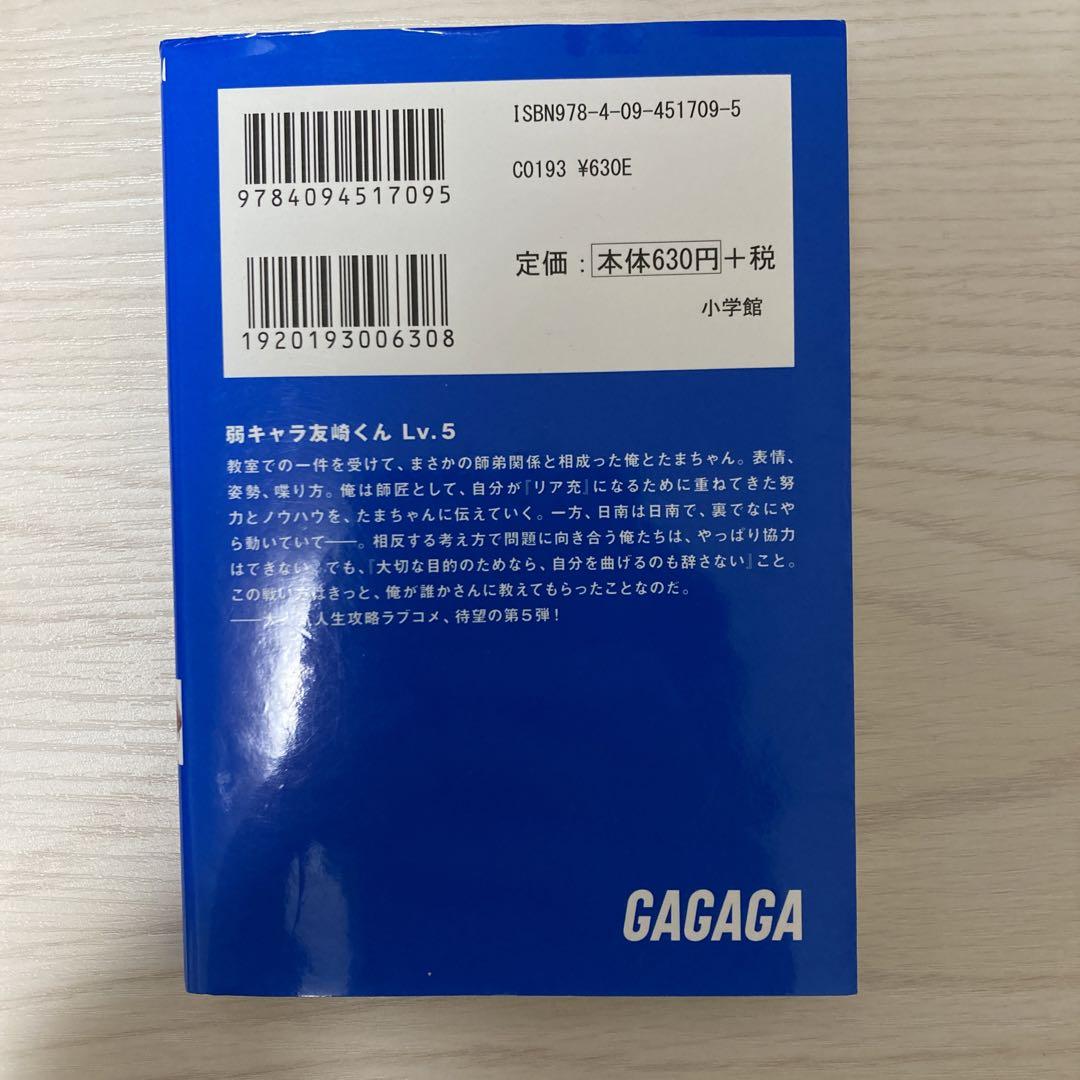 ISBN978-4-09-451709-5
C0193 ¥630E
9784094517095
定価：本体630円+税
小学館
1920193006308
弱キャラ友崎くん Lv.5
教室での一件を受けて、まさかの師弟関係と相成った俺とたまちゃん。表情、
姿勢、喋り方。俺は師匠として、自分が『リア充』になるために重ねてきた努
力とノウハウを、たまちゃんに伝えていく。一方、日南は日南で、裏でなにや
ら動いていて──。相反する考え方で問題に向き合う俺たちは、やっぱり協力
はできない。でも、『大切な目的のためなら、自分を曲げるのも辞さない』こと。
この戦い方はきっと、俺が誰かさんに教えてもらったことなのだ。
──人生攻略ラブコメ、待望の第5弾！
GAGAGA